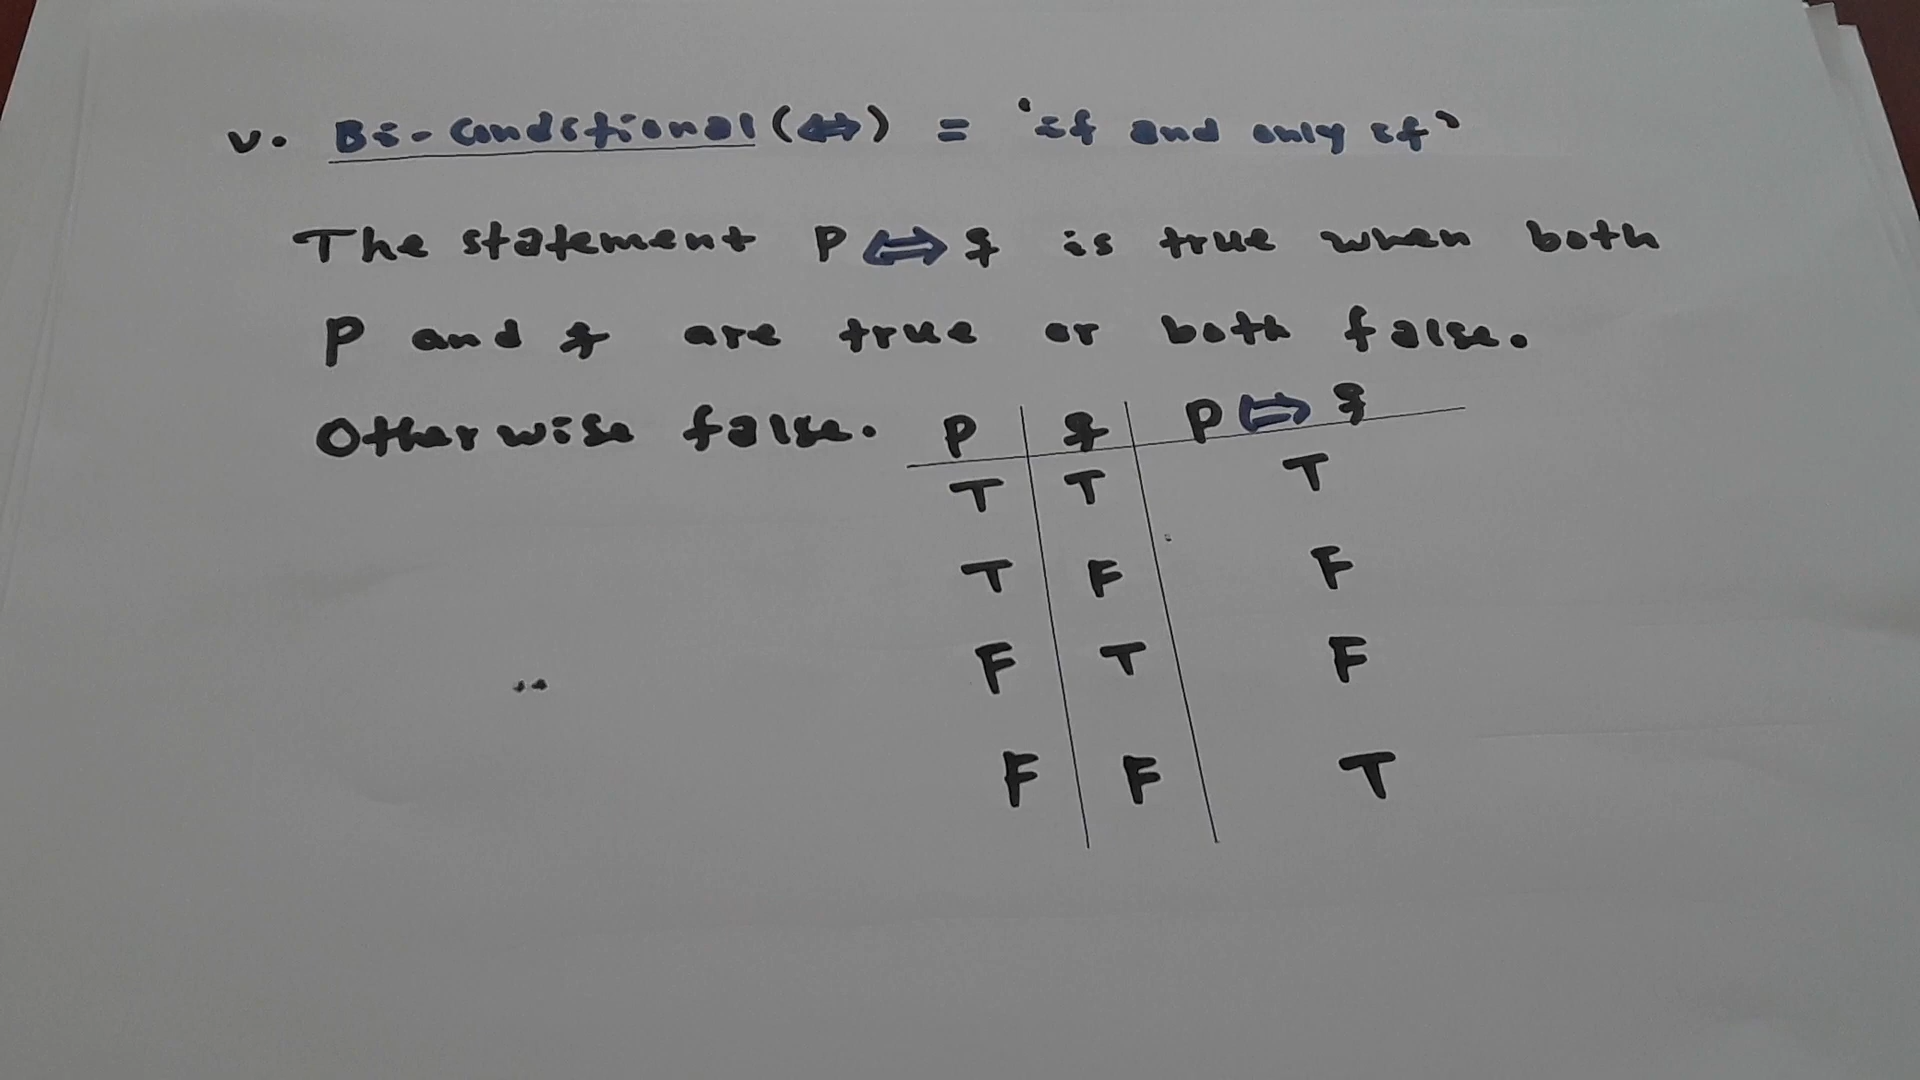 v. Bi-Conditional (⇔) = 'if and only if'
The statement P ⇔ q is true when both
P and q are true or both false.
Otherwise false.
P q P ⇔ q
T T T
T F F
F T F
F F T